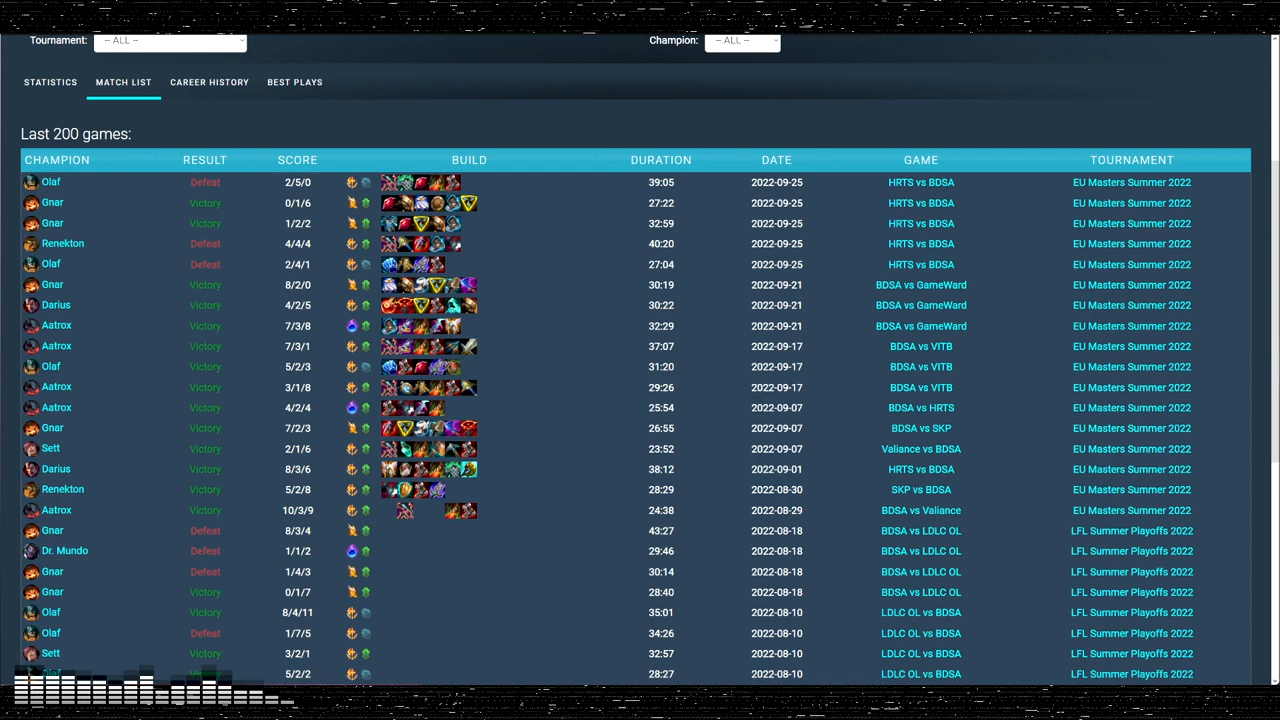 Tournament: -- ALL -- Champion: -- ALL --
STATISTICS MATCH LIST CAREER HISTORY BEST PLAYS
Last 200 games:
CHAMPION RESULT SCORE BUILD DURATION DATE GAME TOURNAMENT
Olaf Defeat 2/5/0 39:05 2022-09-25 HRTS vs BDSA EU Masters Summer 2022
Gnar Victory 0/1/6 27:22 2022-09-25 HRTS vs BDSA EU Masters Summer 2022
Gnar Victory 1/2/2 32:59 2022-09-25 HRTS vs BDSA EU Masters Summer 2022
Renekton Defeat 4/4/4 40:20 2022-09-25 HRTS vs BDSA EU Masters Summer 2022
Olaf Defeat 2/4/1 27:04 2022-09-25 HRTS vs BDSA EU Masters Summer 2022
Gnar Victory 8/2/0 30:19 2022-09-21 BDSA vs GameWard EU Masters Summer 2022
Darius Victory 4/2/5 30:22 2022-09-21 BDSA vs GameWard EU Masters Summer 2022
Aatrox Victory 7/3/8 32:29 2022-09-21 BDSA vs GameWard EU Masters Summer 2022
Aatrox Victory 7/3/1 37:07 2022-09-17 BDSA vs VITB EU Masters Summer 2022
Olaf Victory 5/2/3 31:20 2022-09-17 BDSA vs VITB EU Masters Summer 2022
Aatrox Victory 3/1/8 29:26 2022-09-17 BDSA vs VITB EU Masters Summer 2022
Aatrox Victory 4/2/4 25:54 2022-09-07 BDSA vs HRTS EU Masters Summer 2022
Gnar Victory 7/2/3 26:55 2022-09-07 BDSA vs SKP EU Masters Summer 2022
Sett Victory 2/1/6 23:52 2022-09-07 Valiance vs BDSA EU Masters Summer 2022
Darius Victory 8/3/6 38:12 2022-09-01 HRTS vs BDSA EU Masters Summer 2022
Renekton Victory 5/2/8 28:29 2022-08-30 SKP vs BDSA EU Masters Summer 2022
Aatrox Victory 10/3/9 24:38 2022-08-29 BDSA vs Valiance EU Masters Summer 2022
Gnar Defeat 8/3/4 43:27 2022-08-18 BDSA vs LDLC OL LFL Summer Playoffs 2022
Dr. Mundo Defeat 1/1/2 29:46 2022-08-18 BDSA vs LDLC OL LFL Summer Playoffs 2022
Gnar Defeat 1/4/3 30:14 2022-08-18 BDSA vs LDLC OL LFL Summer Playoffs 2022
Gnar Victory 0/1/7 28:40 2022-08-18 BDSA vs LDLC OL LFL Summer Playoffs 2022
Olaf Victory 8/4/11 35:01 2022-08-10 LDLC OL vs BDSA LFL Summer Playoffs 2022
Olaf Defeat 1/7/5 34:26 2022-08-10 LDLC OL vs BDSA LFL Summer Playoffs 2022
Sett Victory 3/2/1 32:57 2022-08-10 LDLC OL vs BDSA LFL Summer Playoffs 2022
Victory 5/2/2 28:27 2022-08-10 LDLC OL vs BDSA LFL Summer Playoffs 2022